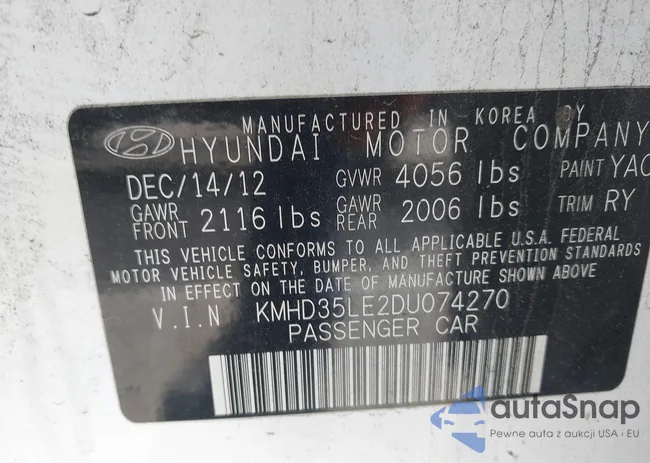 MANUFACTURED IN KOREA BY
HYUNDAI MOTOR COMPANY
DEC/14/12 GVWR 4056 lbs PAINT YAC
GAWR FRONT 2116 lbs GAWR REAR 2006 lbs TRIM RY
THIS VEHICLE CONFORMS TO ALL APPLICABLE U.S.A. FEDERAL
MOTOR VEHICLE SAFETY, BUMPER, AND THEFT PREVENTION STANDARDS
IN EFFECT ON THE DATE OF MANUFACTURE SHOWN ABOVE
V.I.N KMHD35LE2DU074270
PASSENGER CAR
autaSnap
Pewne auta z aukcji USA i EU